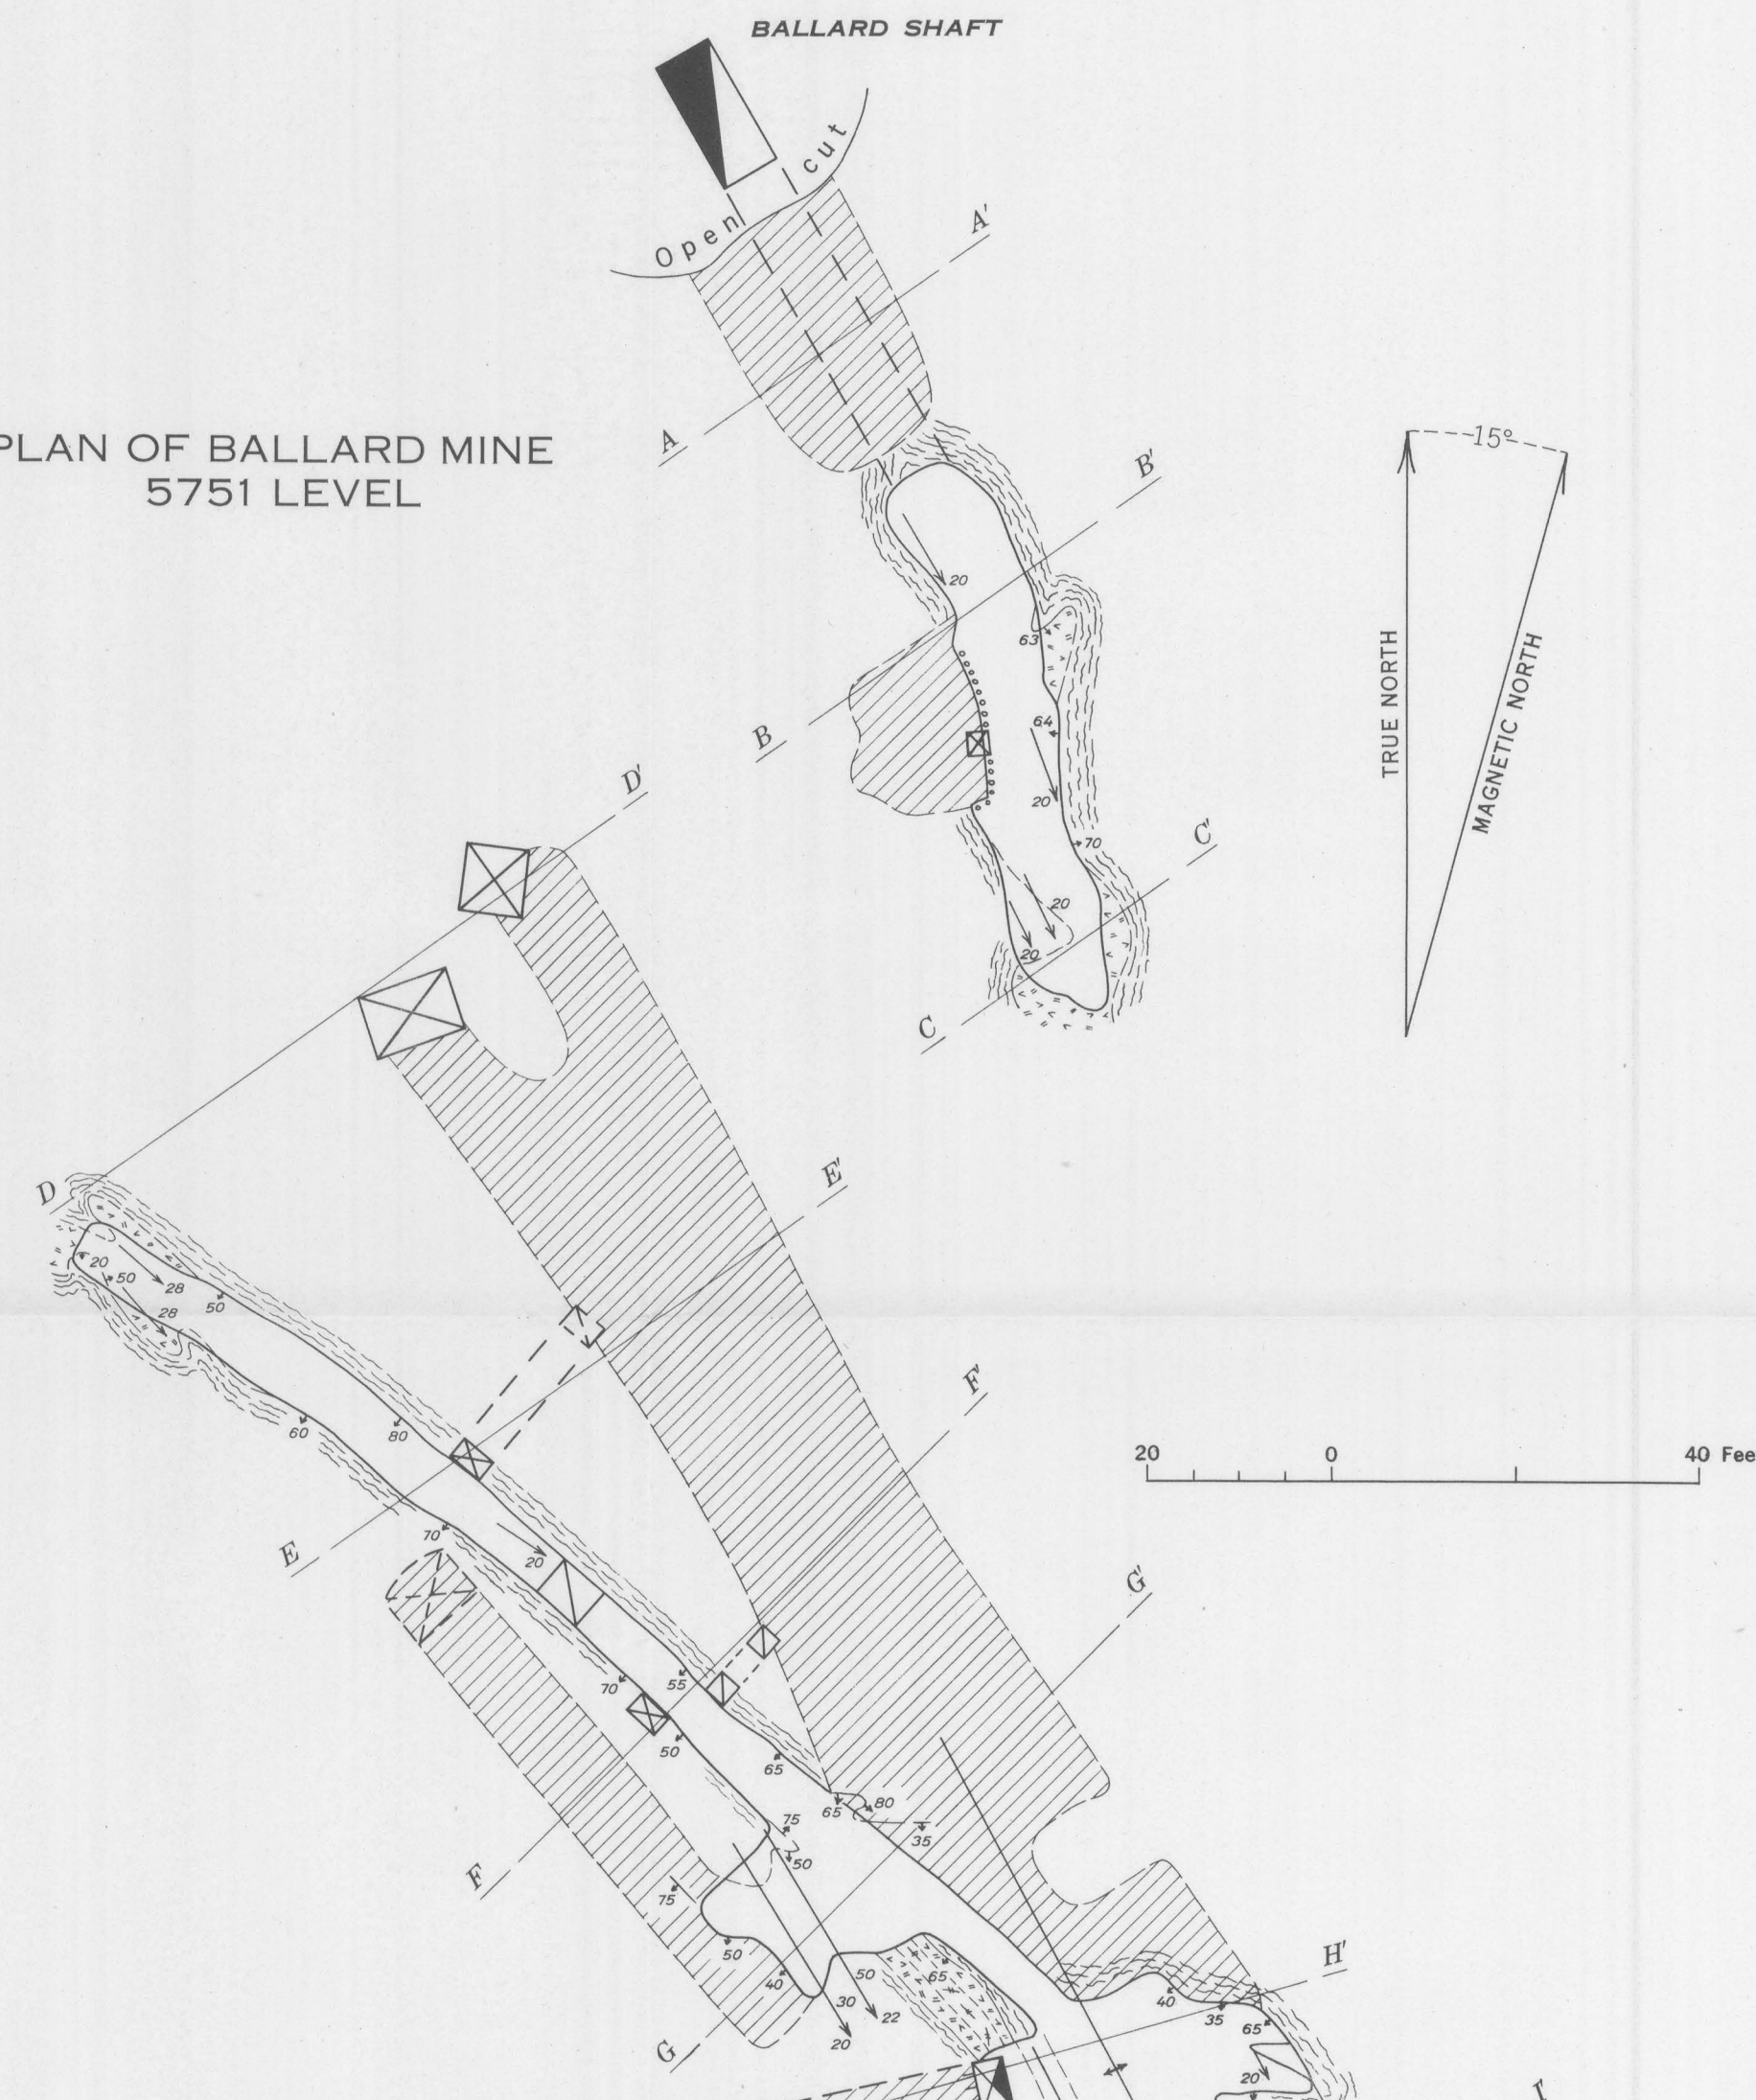 BALLARD SHAFT
Open cut
A'
A
PLAN OF BALLARD MINE
5751 LEVEL
15°
B'
20
63
TRUE NORTH
MAGNETIC NORTH
64
B
D'
20
70
C'
20
20
C
D
E'
20
50
28
28
50
60
80
F'
20 0 40 Fee
E
70
20
G'
70
55
50
65
65
80
35
75
50
F
75
50
40
50
65
30
22
20
H'
40
35
65
G
20